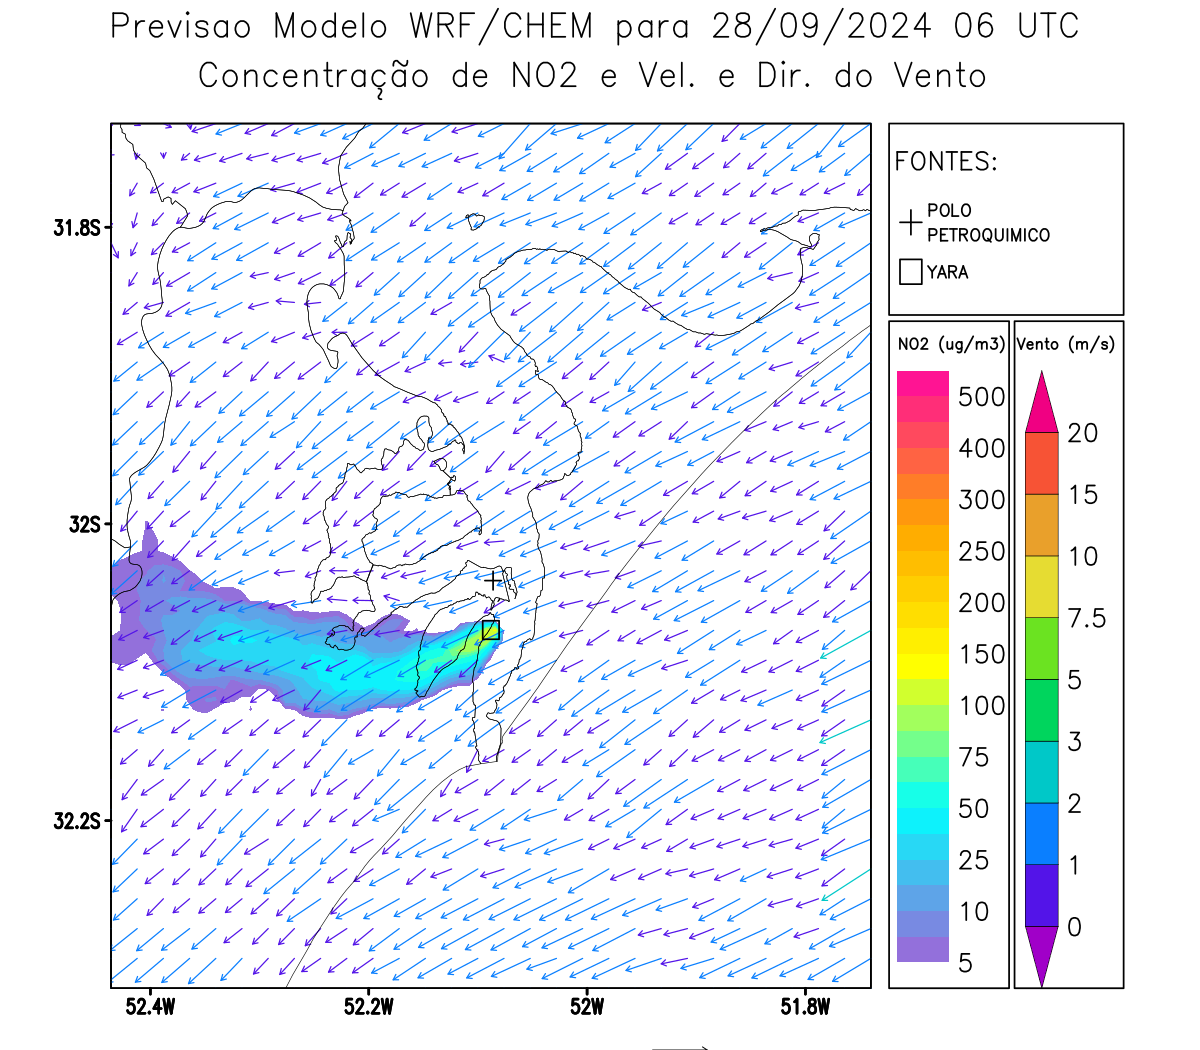 Previsao Modelo WRF/CHEM para 28/09/2024 06 UTC
Concentração de NO2 e Vel. e Dir. do Vento
FONTES:
POLO
PETROQUIMICO
YARA
31.8S
32S
32.2S
52.4W
52.2W
52W
51.8W
NO2 (ug/m3)
500
400
300
250
200
150
100
75
50
25
10
5
Vento (m/s)
20
15
10
7.5
5
3
2
1
0